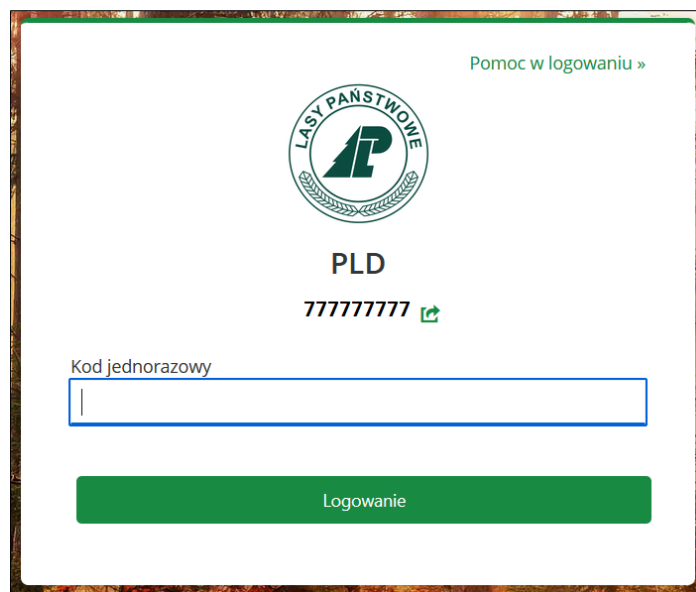 Pomoc w logowaniu »
LASY PAŃSTWOWE
PLD
777777777
Kod jednorazowy
Logowanie